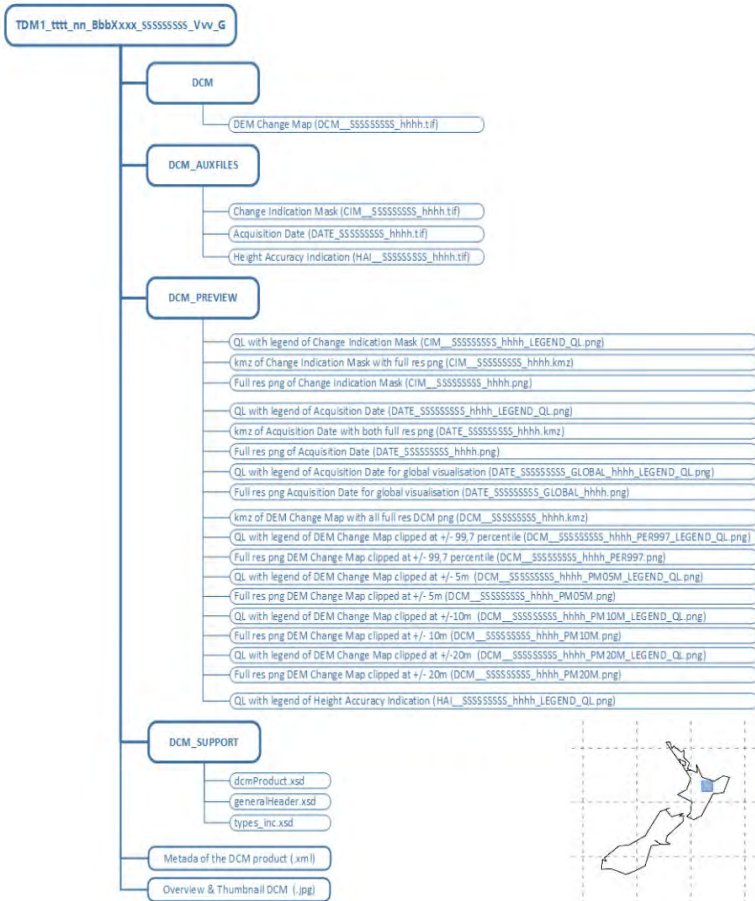 TDM1_tttt_nn_BbbXxxx_SSSSSSSSS_Vvv_G
DCM
DEM Change Map (DCM__SSSSSSSSS_hhhh.tif)
DCM_AUXFILES
Change Indication Mask (CIM__SSSSSSSSS_hhhh.tif)
Acquisition Date (DATE_SSSSSSSSS_hhhh.tif)
Height Accuracy Indication (HAI__SSSSSSSSS_hhhh.tif)
DCM_PREVIEW
QL with legend of Change Indication Mask (CIM__SSSSSSSSS_hhhh_LEGEND_QL.png)
kmz of Change Indication Mask with full res png (CIM__SSSSSSSSS_hhhh.kmz)
Full res png of Change Indication Mask (CIM__SSSSSSSSS_hhhh.png)
QL with legend of Acquisition Date (DATE_SSSSSSSSS_hhhh_LEGEND_QL.png)
kmz of Acquisition Date with both full res png (DATE_SSSSSSSSS_hhhh.kmz)
Full res png of Acquisition Date (DATE_SSSSSSSSS_hhhh.png)
QL with legend of Acquisition Date for global visualisation (DATE_SSSSSSSSS_GLOBAL_hhhh_LEGEND_QL.png)
Full res png Acquisition Date for global visualisation (DATE_SSSSSSSSS_GLOBAL_hhhh.png)
kmz of DEM Change Map with all full res DCM png (DCM__SSSSSSSSS_hhhh.kmz)
QL with legend of DEM Change Map clipped at +/- 99,7 percentile (DCM__SSSSSSSSS_hhhh_PER997_LEGEND_QL.png)
Full res png DEM Change Map clipped at +/- 99,7 percentile (DCM__SSSSSSSSS_hhhh_PER997.png)
QL with legend of DEM Change Map clipped at +/- 5m (DCM__SSSSSSSSS_hhhh_PM05M_LEGEND_QL.png)
Full res png DEM Change Map clipped at +/- 5m (DCM__SSSSSSSSS_hhhh_PM05M.png)
QL with legend of DEM Change Map clipped at +/-10m (DCM__SSSSSSSSS_hhhh_PM10M_LEGEND_QL.png)
Full res png DEM Change Map clipped at +/- 10m (DCM__SSSSSSSSS_hhhh_PM10M.png)
QL with legend of DEM Change Map clipped at +/-20m (DCM__SSSSSSSSS_hhhh_PM20M_LEGEND_QL.png)
Full res png DEM Change Map clipped at +/- 20m (DCM__SSSSSSSSS_hhhh_PM20M.png)
QL with legend of Height Accuracy Indication (HAI__SSSSSSSSS_hhhh_LEGEND_QL.png)
DCM_SUPPORT
dcmProduct.xsd
generalHeader.xsd
types_inc.xsd
Metada of the DCM product (.xml)
Overview & Thumbnail DCM (.jpg)